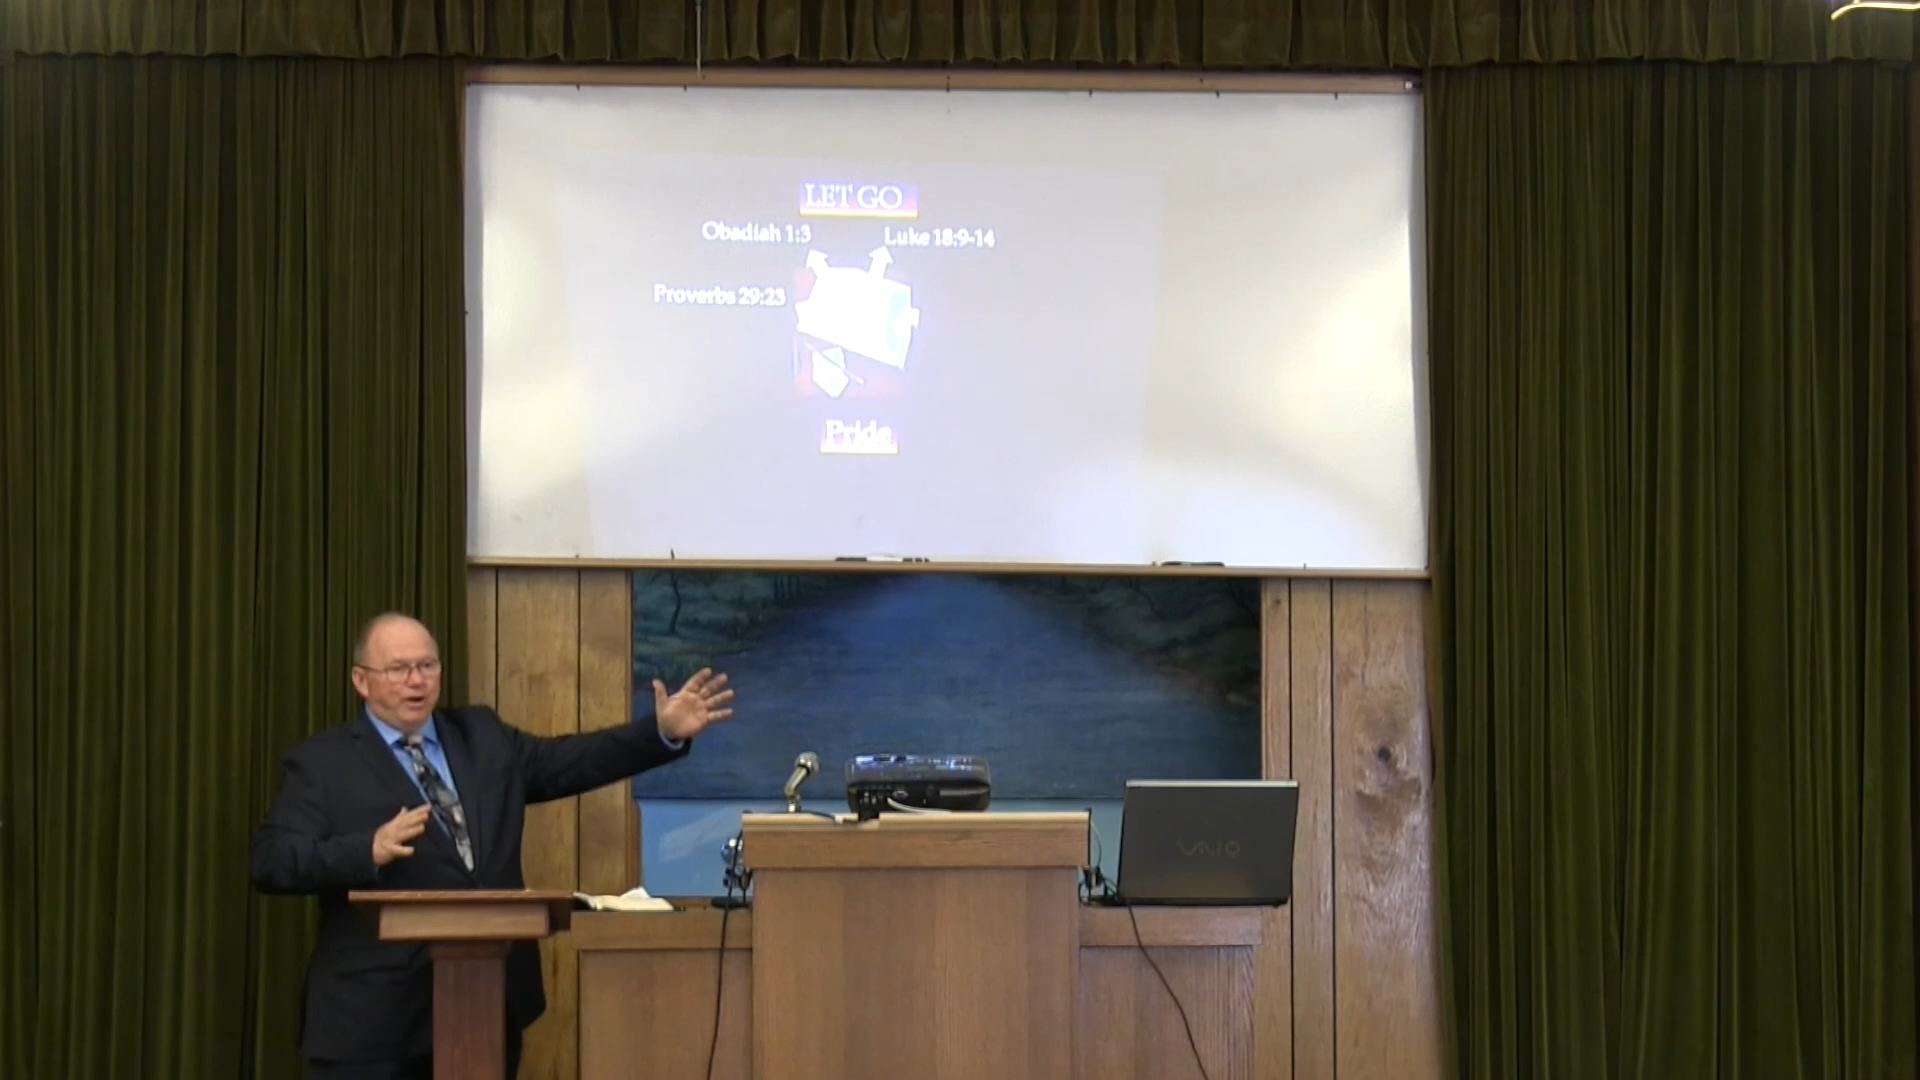 LET GO
Obadiah 1:3
Luke 18:9-14
Proverbs 29:23
Pride
VAIO